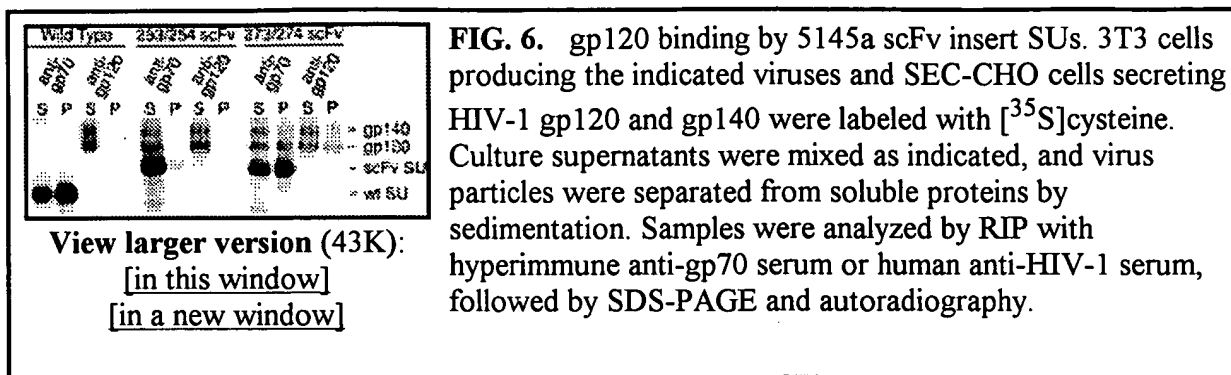 Wild Type 253/254 scFv 273/274 scFv
anti-gp70 anti-gp120 anti-gp70 anti-gp120 anti-gp70 anti-gp120
S P S P S P S P S P S P
- gp140
- gp120
- scFv SU
- wt SU
View larger version (43K):
[in this window]
[in a new window]
FIG. 6. gp120 binding by 5145a scFv insert SUs. 3T3 cells
producing the indicated viruses and SEC-CHO cells secreting
HIV-1 gp120 and gp140 were labeled with [³⁵S]cysteine.
Culture supernatants were mixed as indicated, and virus
particles were separated from soluble proteins by
sedimentation. Samples were analyzed by RIP with
hyperimmune anti-gp70 serum or human anti-HIV-1 serum,
followed by SDS-PAGE and autoradiography.